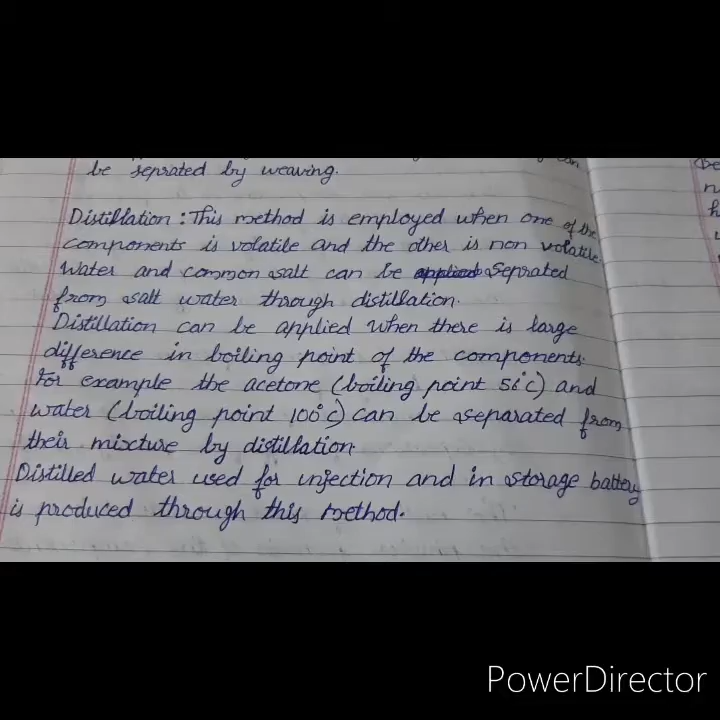 be seprated by weaving.
Distillation : This method is employed when one of the
components is volatile and the other is non volatile
Water and common salt can be applied seprated
from salt water through distillation.
Distillation can be applied when there is large
difference in boiling point of the components.
For example the acetone (boiling point 56°c) and
water (boiling point 100°c) can be separated from
their mixture by distillation
Distilled water used for injection and in storage battery
is produced through this method.
PowerDirector